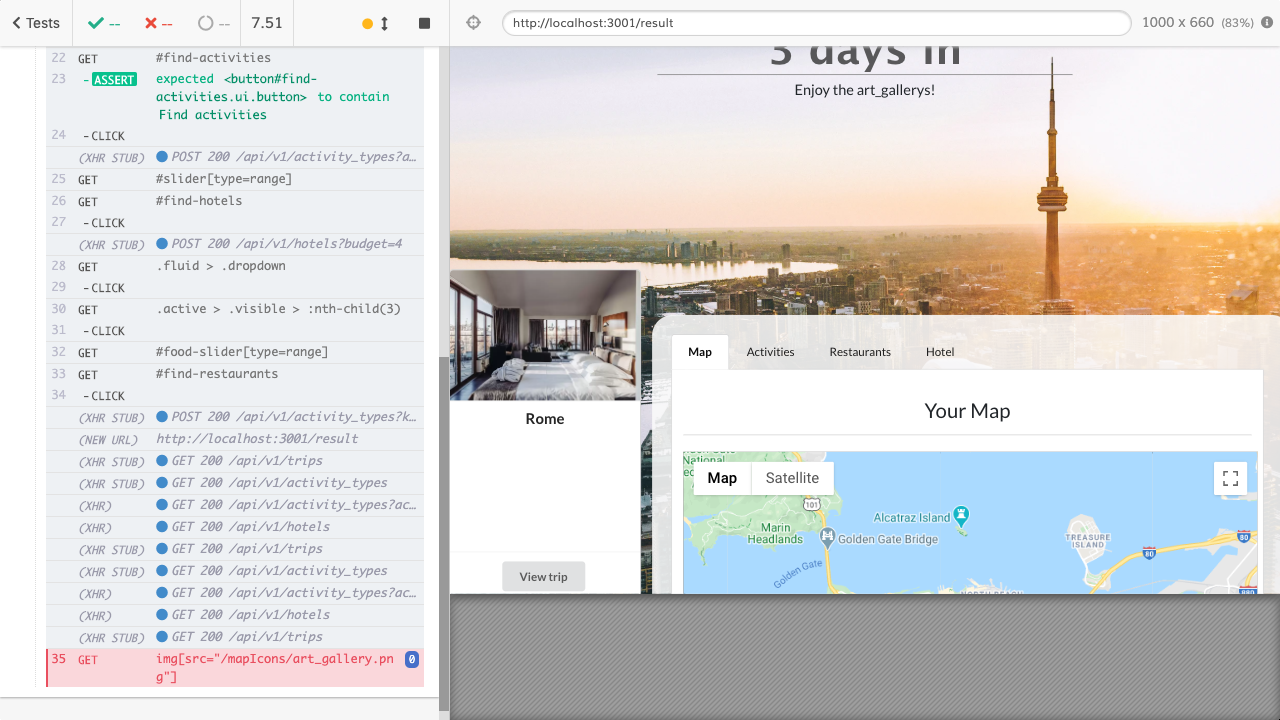 Tests
--
--
--
7.51
http://localhost:3001/result
1000 x 660 (83%)
22 GET #find-activities
23 -ASSERT expected <button#find-
activities.ui.button> to contain
Find activities
24 -CLICK
(XHR STUB) POST 200 /api/v1/activity_types?a…
25 GET #slider[type=range]
26 GET #find-hotels
27 -CLICK
(XHR STUB) POST 200 /api/v1/hotels?budget=4
28 GET .fluid > .dropdown
29 -CLICK
30 GET .active > .visible > :nth-child(3)
31 -CLICK
32 GET #food-slider[type=range]
33 GET #find-restaurants
34 -CLICK
(XHR STUB) POST 200 /api/v1/activity_types?k…
(NEW URL) http://localhost:3001/result
(XHR STUB) GET 200 /api/v1/trips
(XHR STUB) GET 200 /api/v1/activity_types
(XHR) GET 200 /api/v1/activity_types?ac…
(XHR) GET 200 /api/v1/hotels
(XHR STUB) GET 200 /api/v1/trips
(XHR STUB) GET 200 /api/v1/activity_types
(XHR) GET 200 /api/v1/activity_types?ac…
(XHR) GET 200 /api/v1/hotels
(XHR STUB) GET 200 /api/v1/trips
35 GET img[src="/mapIcons/art_gallery.pn
g"] 0
3 days in
Enjoy the art_gallerys!
Rome
View trip
Map Activities Restaurants Hotel
Your Map
Map Satellite
National
101
Alcatraz Island
Marin
Headlands
Golden Gate Bridge
TREASURE
ISLAND
80
80
Golden Gate
NORTH BEACH
880